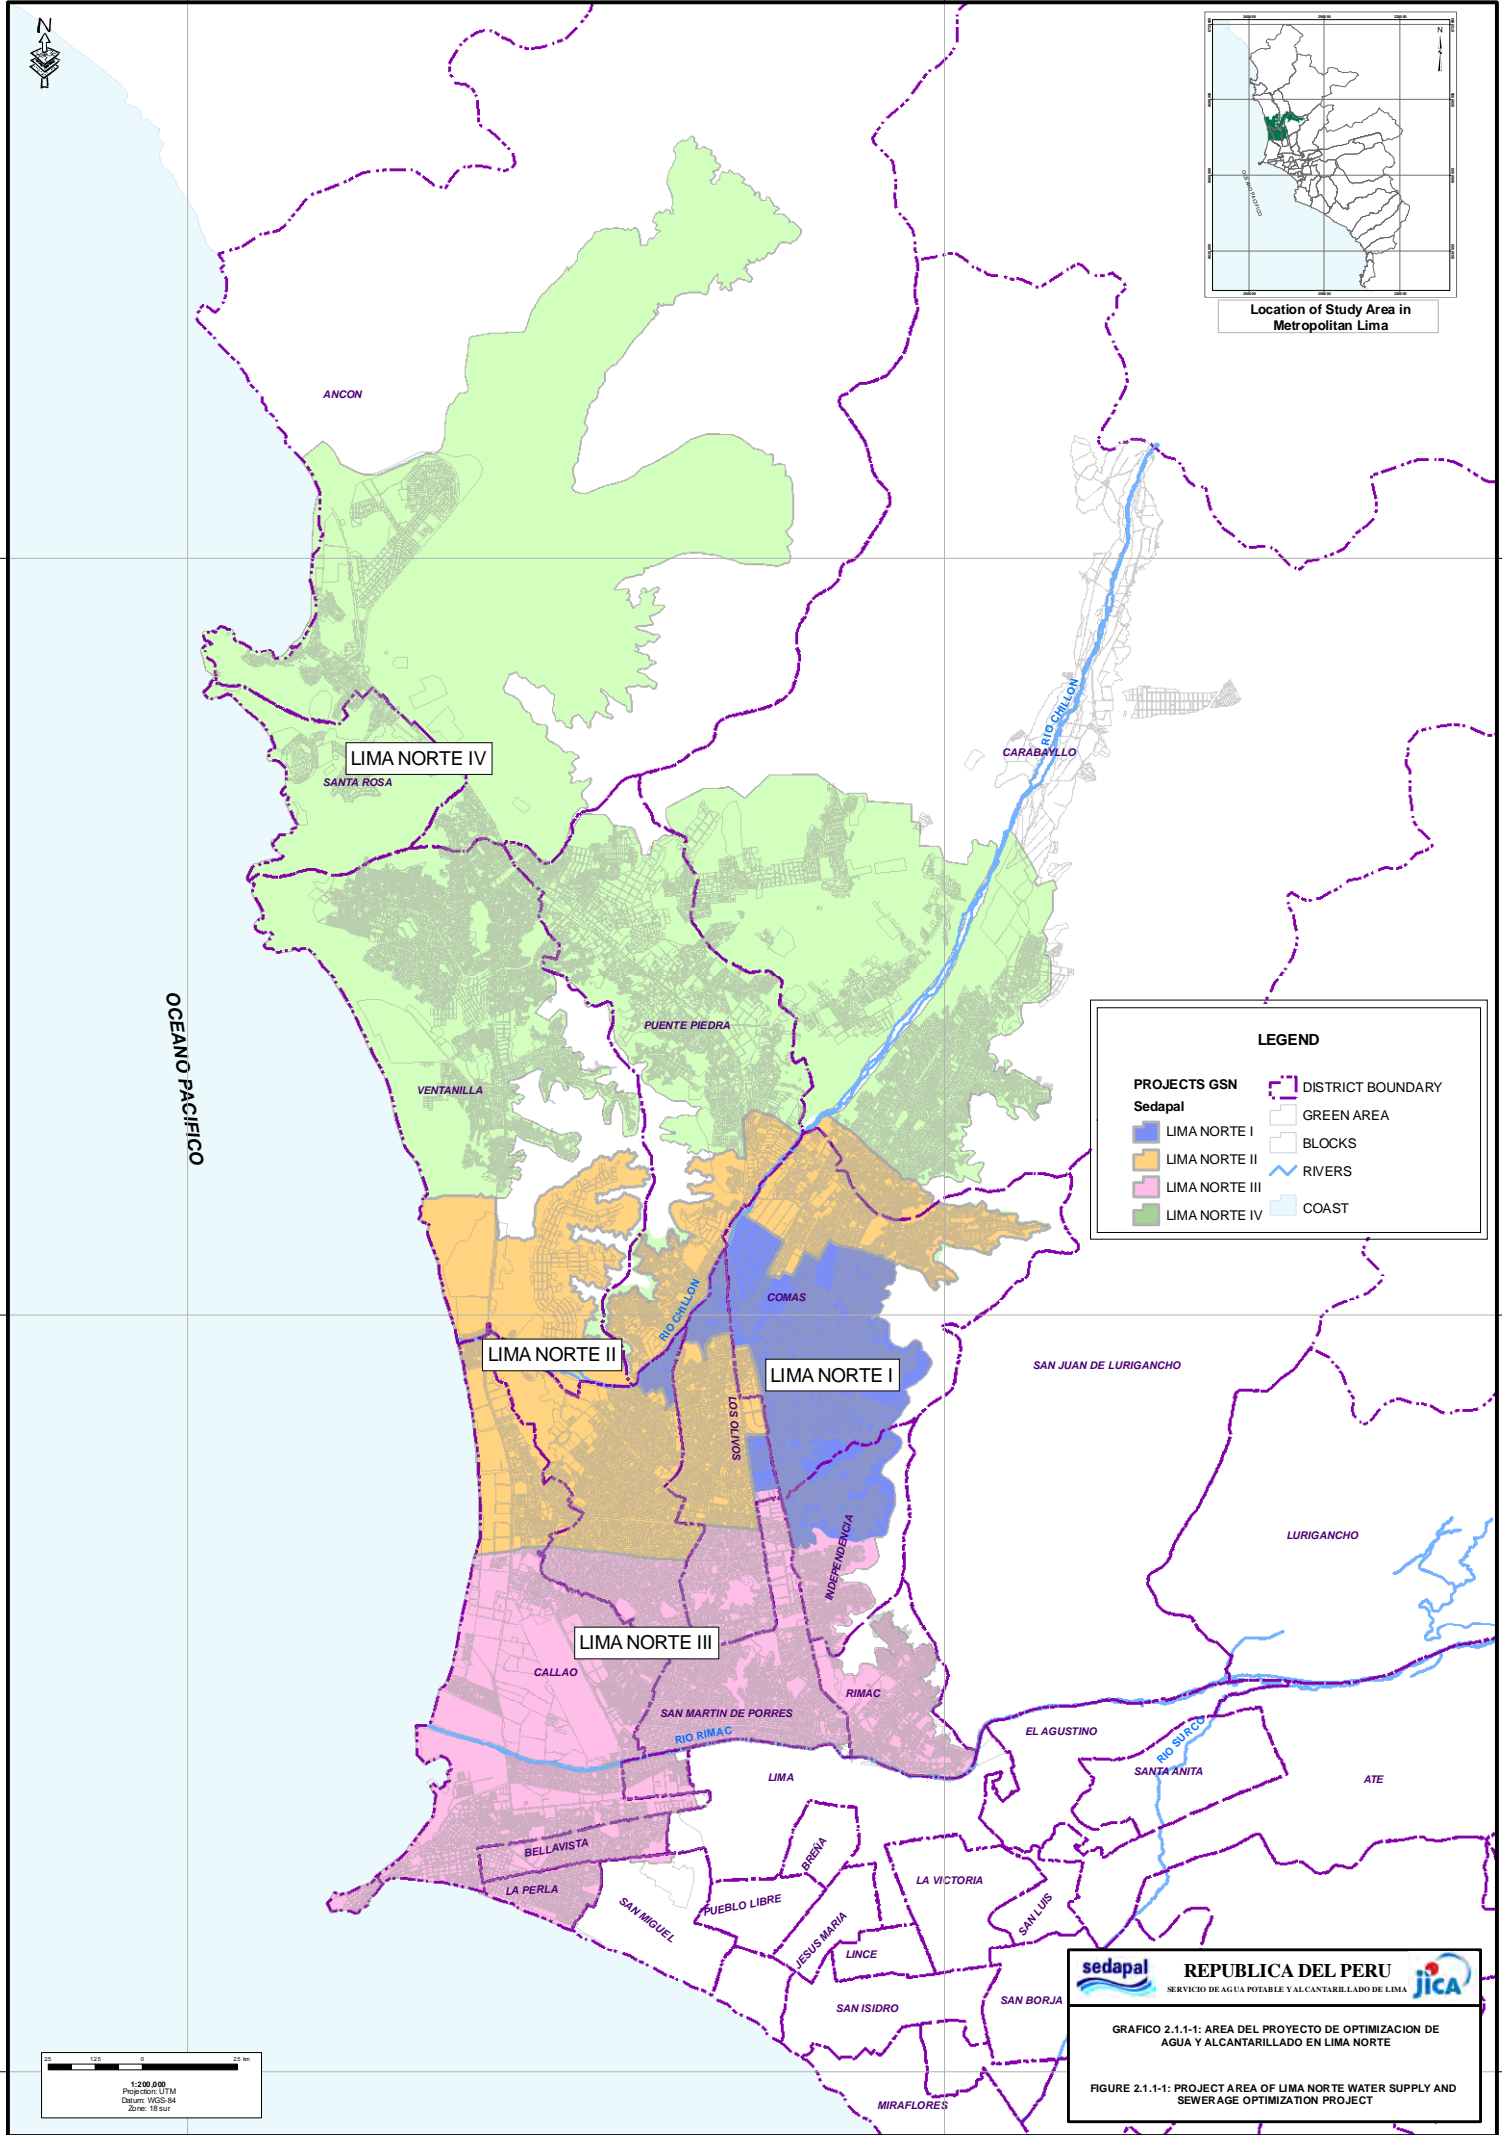 N
N
OCEANO PACIFICO
Location of Study Area in
Metropolitan Lima
ANCON
RIO CHILLON
CARABAYLLO
LIMA NORTE IV
SANTA ROSA
OCEANO PACIFICO
PUENTE PIEDRA
VENTANILLA
LEGEND
PROJECTS GSN
Sedapal
LIMA NORTE I
LIMA NORTE II
LIMA NORTE III
LIMA NORTE IV
DISTRICT BOUNDARY
GREEN AREA
BLOCKS
RIVERS
COAST
COMAS
RIO CHILLON
LIMA NORTE II
LIMA NORTE I
SAN JUAN DE LURIGANCHO
LOS OLIVOS
INDEPENDENCIA
LURIGANCHO
LIMA NORTE III
CALLAO
RIMAC
SAN MARTIN DE PORRES
RIO RIMAC
EL AGUSTINO
RIO SURCO
SANTA ANITA
ATE
LIMA
BELLAVISTA
BREÑA
LA PERLA
LA VICTORIA
PUEBLO LIBRE
SAN MIGUEL
SAN LUIS
JESUS MARIA
LINCE
SAN ISIDRO
SAN BORJA
MIRAFLORES
sedapal
REPUBLICA DEL PERU
SERVICIO DE AGUA POTABLE Y ALCANTARILLADO DE LIMA
jICA
GRAFICO 2.1.1-1: AREA DEL PROYECTO DE OPTIMIZACION DE
AGUA Y ALCANTARILLADO EN LIMA NORTE
FIGURE 2.1.1-1: PROJECT AREA OF LIMA NORTE WATER SUPPLY AND
SEWERAGE OPTIMIZATION PROJECT
1:200,000
Projection: UTM
Datum: WGS-84
Zone: 18 sur